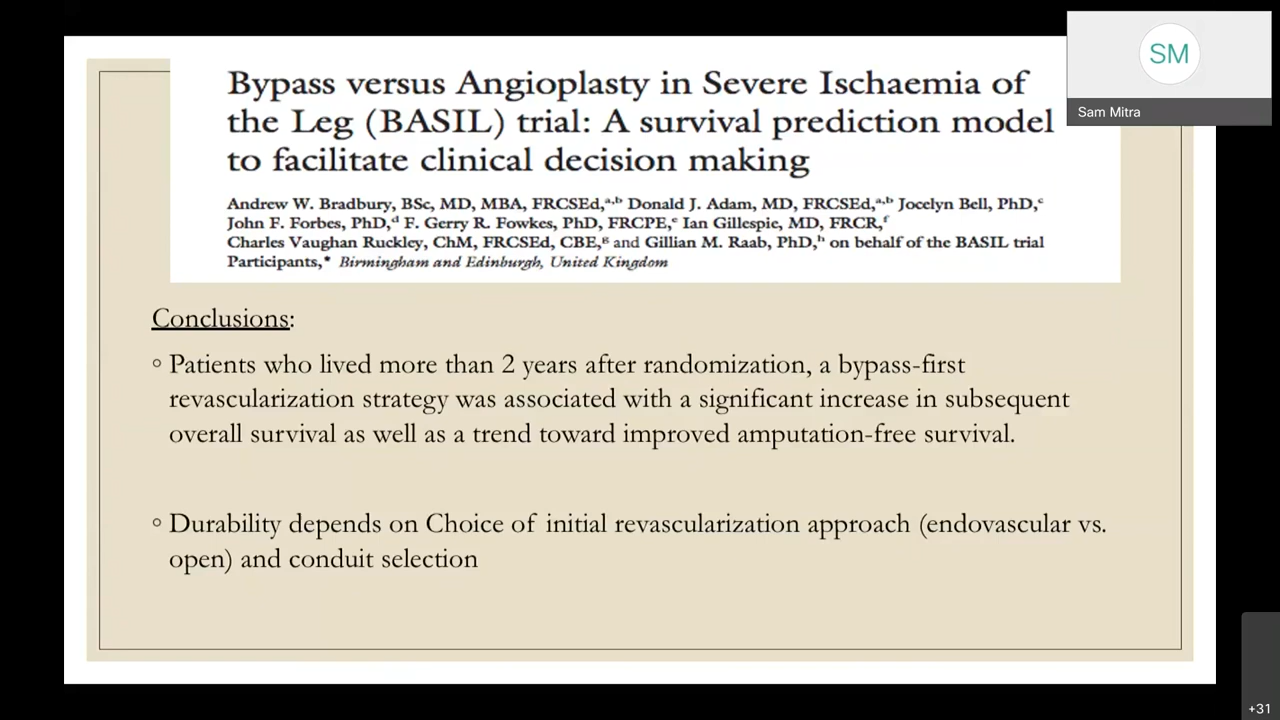 Bypass versus Angioplasty in Severe Ischaemia of
the Leg (BASIL) trial: A survival prediction model
to facilitate clinical decision making
Andrew W. Bradbury, BSc, MD, MBA, FRCSEd,ᵃ,ᵇ Donald J. Adam, MD, FRCSEd,ᵃ,ᵇ Jocelyn Bell, PhD,ᶜ
John F. Forbes, PhD,ᵈ F. Gerry R. Fowkes, PhD, FRCPE,ᵉ Ian Gillespie, MD, FRCR,ᶠ
Charles Vaughan Ruckley, ChM, FRCSEd, CBE,ᵍ and Gillian M. Raab, PhD,ʰ on behalf of the BASIL trial
Participants,* Birmingham and Edinburgh, United Kingdom
SM
Sam Mitra
Conclusions:
◦ Patients who lived more than 2 years after randomization, a bypass-first
revascularization strategy was associated with a significant increase in subsequent
overall survival as well as a trend toward improved amputation-free survival.
◦ Durability depends on Choice of initial revascularization approach (endovascular vs.
open) and conduit selection
+31